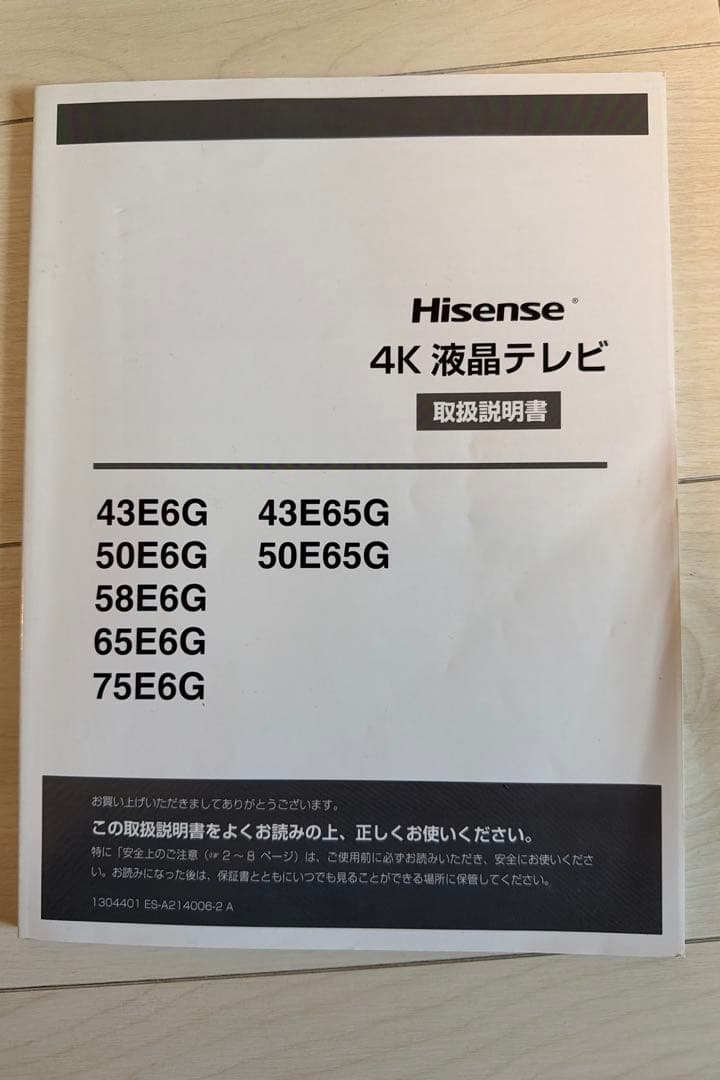 Hisense®
4K 液晶テレビ
取扱説明書
43E6G 43E65G
50E6G 50E65G
58E6G
65E6G
75E6G
お買い上げいただきましてありがとうございます。
この取扱説明書をよくお読みの上、正しくお使いください。
特に「安全上のご注意(☞ 2～8 ページ)は、ご使用前に必ずお読みいただき、安全にお使いくださ
い。お読みになった後は、保証書とともにいつでも見ることができる場所に保管してください。
1304401 ES-A214006-2 A